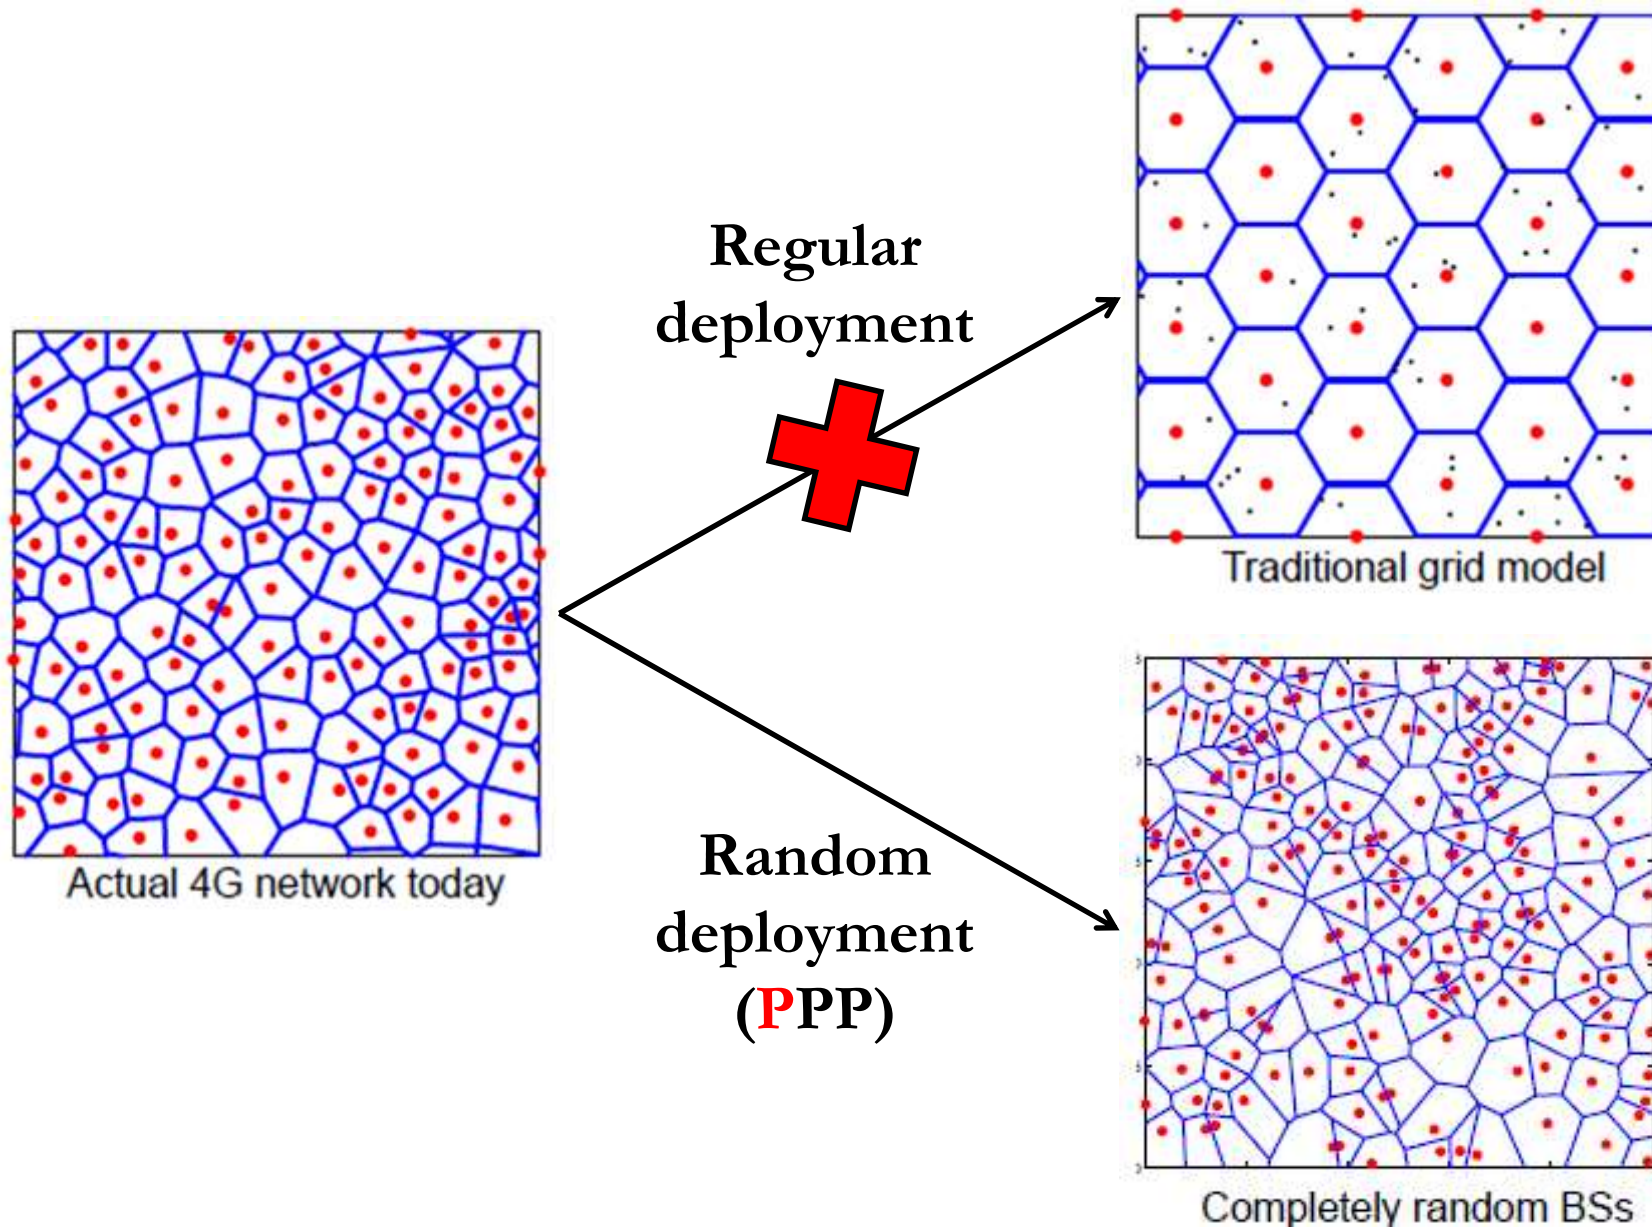 Regular
deployment
Traditional grid model
Actual 4G network today
Random
deployment
(PPP)
Completely random BSs